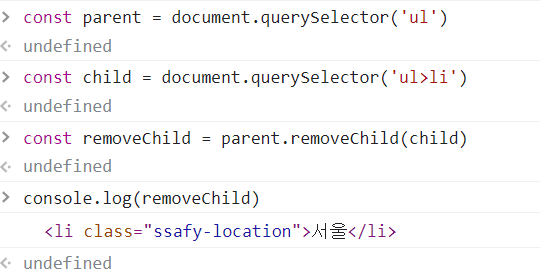 > const parent = document.querySelector('ul')
undefined
> const child = document.querySelector('ul>li')
undefined
> const removeChild = parent.removeChild(child)
undefined
> console.log(removeChild)
<li class="ssafy-location">서울</li>
undefined